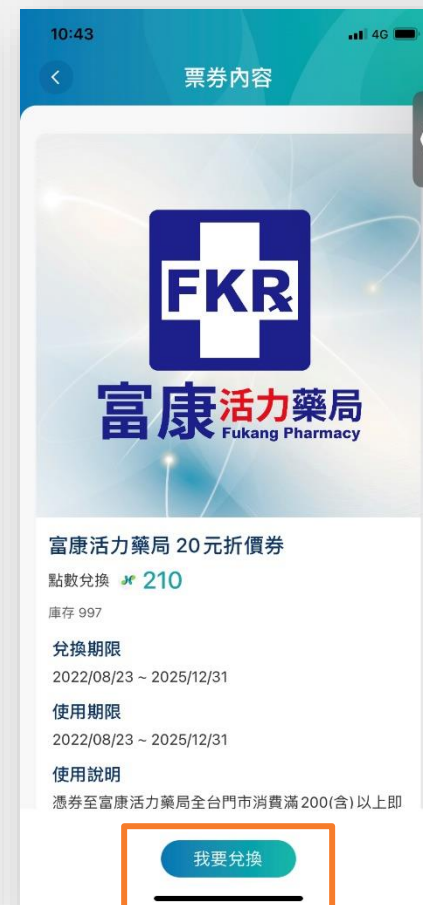 10:43
4G
票券內容
FKR
富康活力藥局
Fukang Pharmacy
富康活力藥局 20元折價券
點數兌換 210
庫存 997
兌換期限
2022/08/23 ~ 2025/12/31
使用期限
2022/08/23 ~ 2025/12/31
使用說明
憑券至富康活力藥局全台門市消費滿200(含)以上即
我要兌換